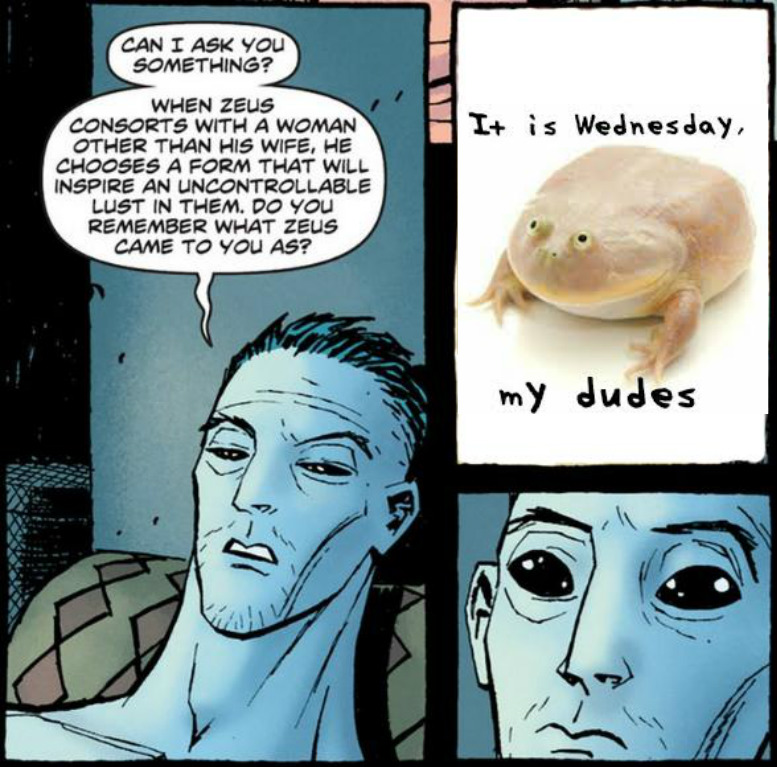 CAN I ASK YOU
SOMETHING?
WHEN ZEUS
CONSORTS WITH A WOMAN
OTHER THAN HIS WIFE, HE
CHOOSES A FORM THAT WILL
INSPIRE AN UNCONTROLLABLE
LUST IN THEM. DO YOU
REMEMBER WHAT ZEUS
CAME TO YOU AS?
It is Wednesday,
my dudes